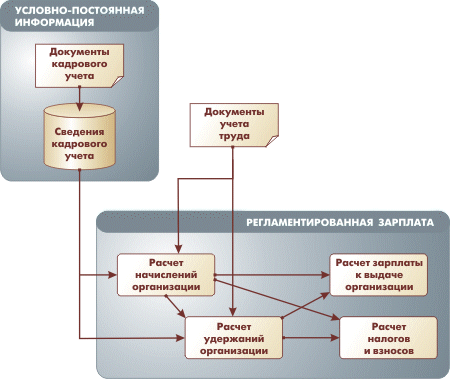 УСЛОВНО-ПОСТОЯННАЯ
ИНФОРМАЦИЯ
Документы
кадрового
учета
Сведения
кадрового
учета
Документы
учета
труда
РЕГЛАМЕНТИРОВАННАЯ ЗАРПЛАТА
Расчет
начислений
организации
Расчет зарплаты
к выдаче
организации
Расчет
удержаний
организации
Расчет
налогов
и взносов